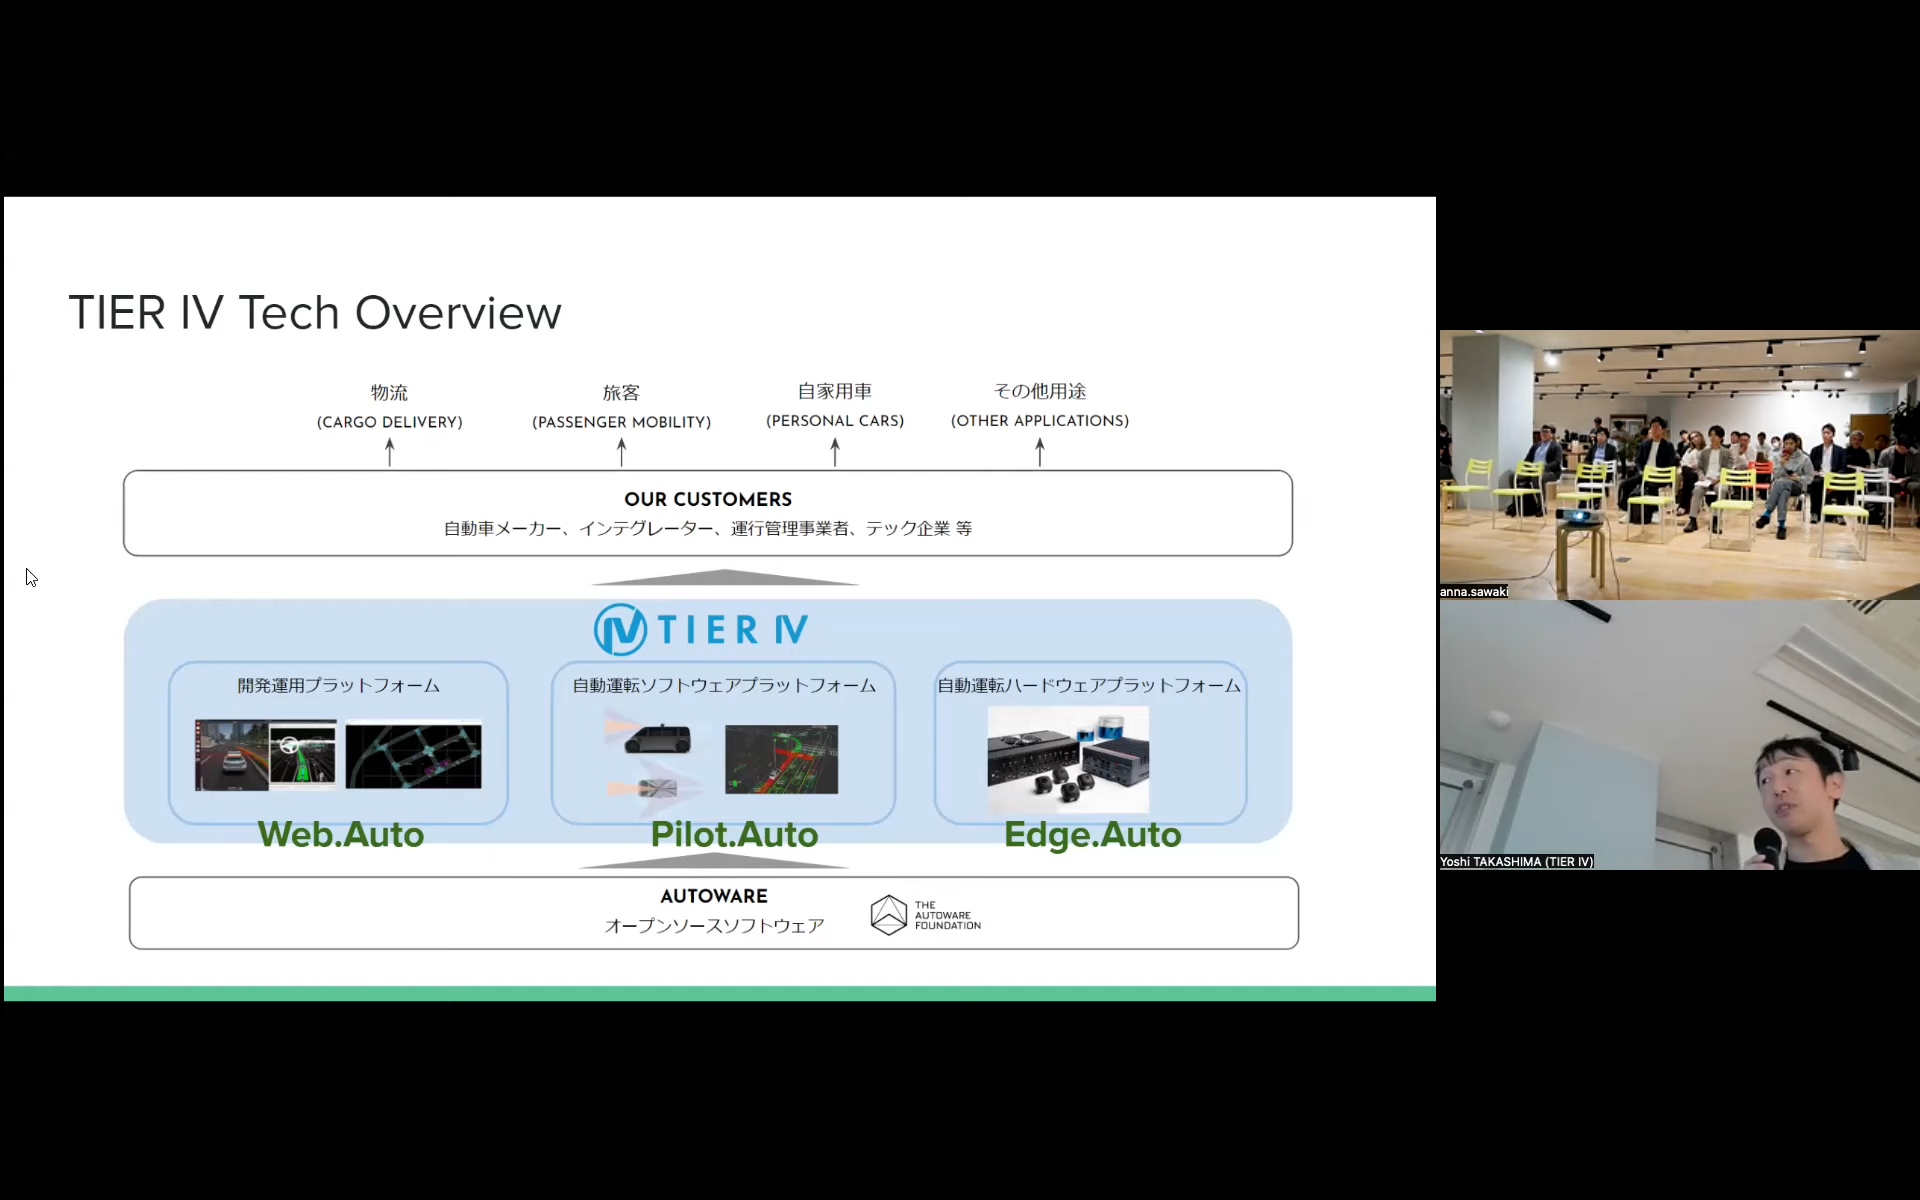 TIER IV Tech Overview
物流
(CARGO DELIVERY)
旅客
(PASSENGER MOBILITY)
自家用車
(PERSONAL CARS)
その他用途
(OTHER APPLICATIONS)
OUR CUSTOMERS
自動車メーカー、インテグレーター、運行管理事業者、テック企業 等
TIER IV
開発運用プラットフォーム
Web.Auto
自動運転ソフトウェアプラットフォーム
Pilot.Auto
自動運転ハードウェアプラットフォーム
Edge.Auto
AUTOWARE
オープンソースソフトウェア
THE
AUTOWARE
FOUNDATION
anna.sawaki
Yoshi TAKASHIMA (TIER IV)